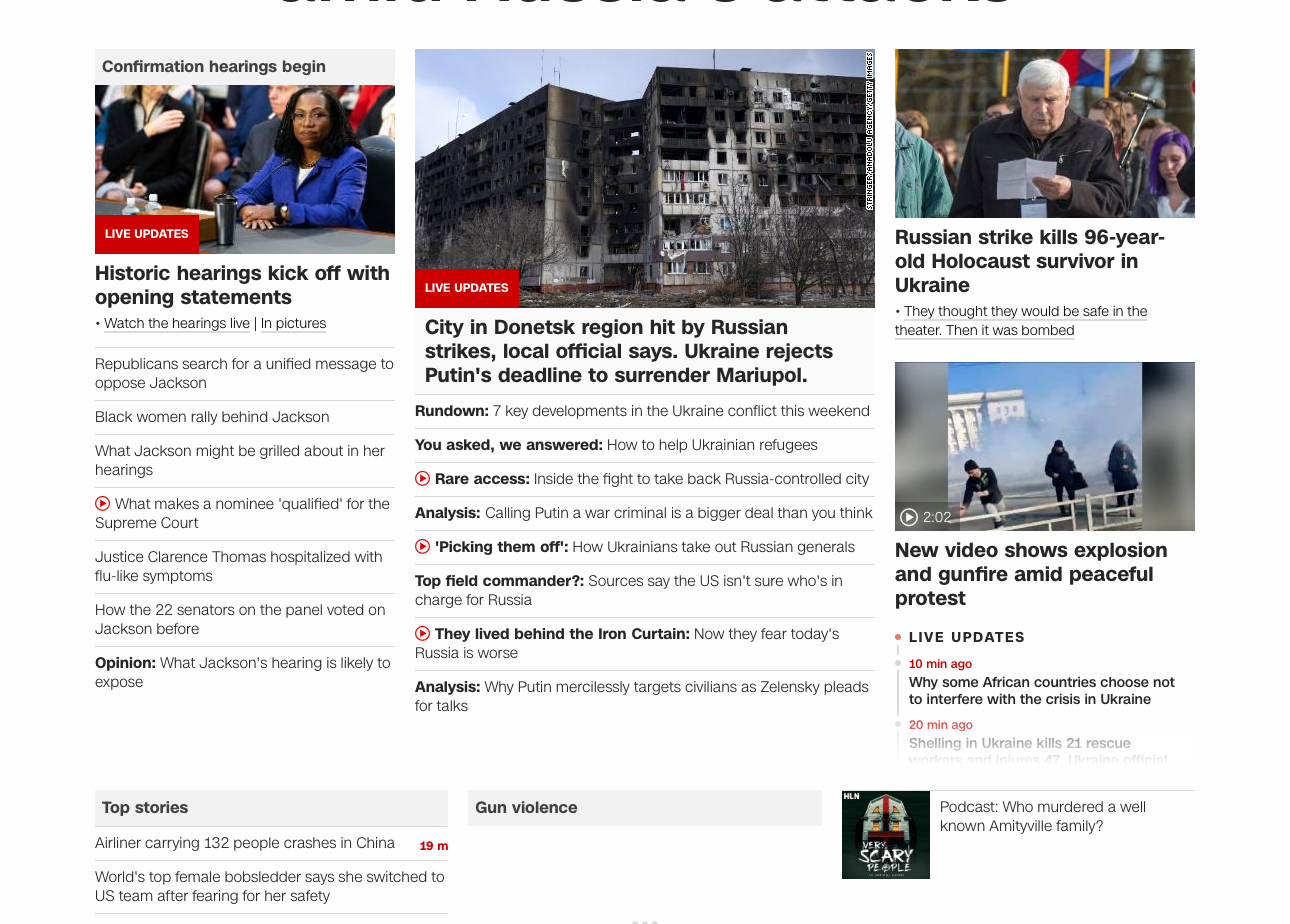 Confirmation hearings begin
LIVE UPDATES
Historic hearings kick off with
opening statements
• Watch the hearings live | In pictures
Republicans search for a unified message to
oppose Jackson
Black women rally behind Jackson
What Jackson might be grilled about in her
hearings
What makes a nominee 'qualified' for the
Supreme Court
Justice Clarence Thomas hospitalized with
flu-like symptoms
How the 22 senators on the panel voted on
Jackson before
Opinion: What Jackson's hearing is likely to
expose
STRINGER/ANADOLU AGENCY/GETTY IMAGES
LIVE UPDATES
City in Donetsk region hit by Russian
strikes, local official says. Ukraine rejects
Putin's deadline to surrender Mariupol.
Rundown: 7 key developments in the Ukraine conflict this weekend
You asked, we answered: How to help Ukrainian refugees
Rare access: Inside the fight to take back Russia-controlled city
Analysis: Calling Putin a war criminal is a bigger deal than you think
'Picking them off': How Ukrainians take out Russian generals
Top field commander?: Sources say the US isn't sure who's in
charge for Russia
They lived behind the Iron Curtain: Now they fear today's
Russia is worse
Analysis: Why Putin mercilessly targets civilians as Zelensky pleads
for talks
Russian strike kills 96-year-
old Holocaust survivor in
Ukraine
• They thought they would be safe in the
theater. Then it was bombed
2:02
New video shows explosion
and gunfire amid peaceful
protest
LIVE UPDATES
10 min ago
Why some African countries choose not
to interfere with the crisis in Ukraine
20 min ago
Shelling in Ukraine kills 21 rescue
workers and injures 47, Ukraine official
Top stories
Airliner carrying 132 people crashes in China
19 m
World's top female bobsledder says she switched to
US team after fearing for her safety
Gun violence
HLN
VERY
SCARY
PEOPLE
Podcast: Who murdered a well
known Amityville family?